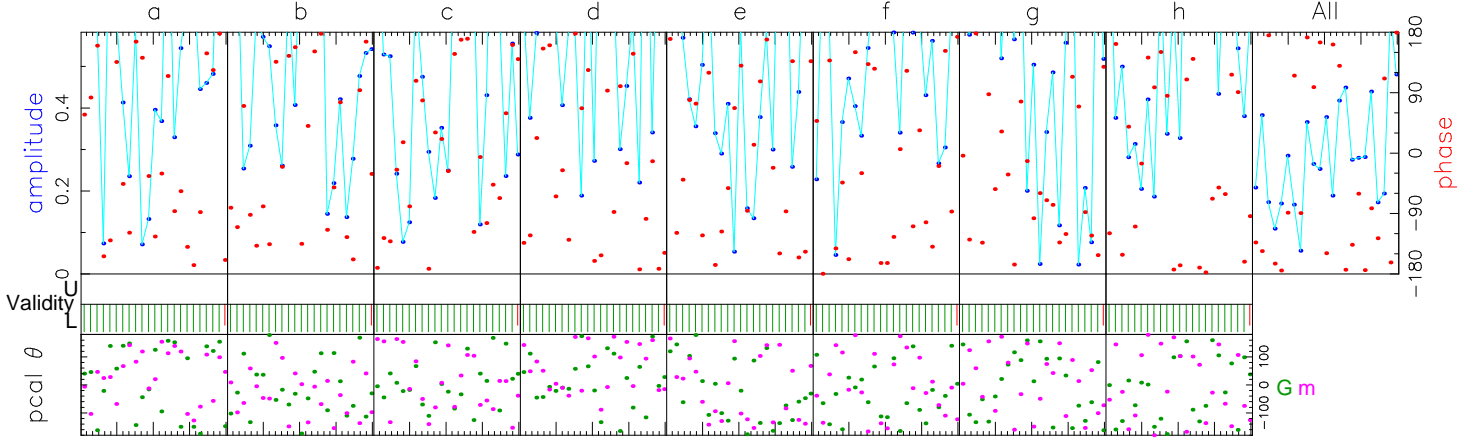 a b c d e f g h All
amplitude
0 0.2 0.4
180 90 0 −90 −180
phase
Validity
U
L
pcal θ
100 0 −100
G m